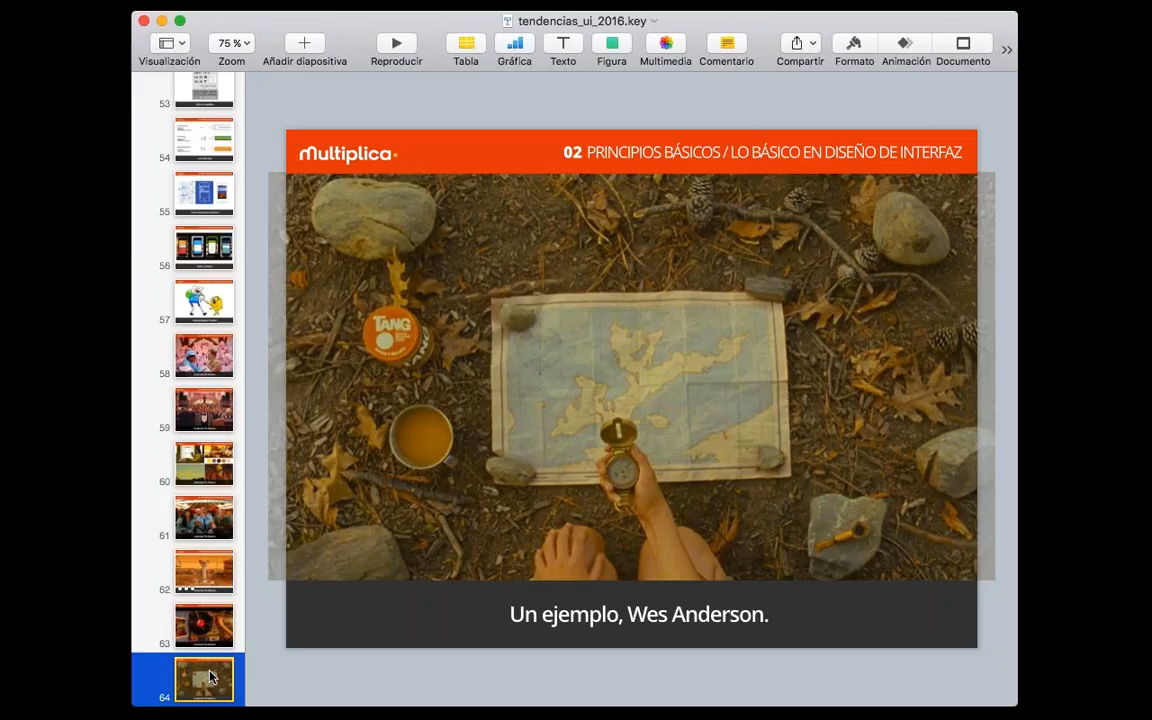 tendencias_ui_2016.key
75 %
Visualización
Zoom
Añadir diapositiva
Reproducir
Tabla
Gráfica
Texto
Figura
Multimedia
Comentario
Compartir
Formato
Animación
Documento
53
54
55
56
57
58
59
60
61
62
63
64
multiplica
02 PRINCIPIOS BÁSICOS / LO BÁSICO EN DISEÑO DE INTERFAZ
TANG
Un ejemplo, Wes Anderson.